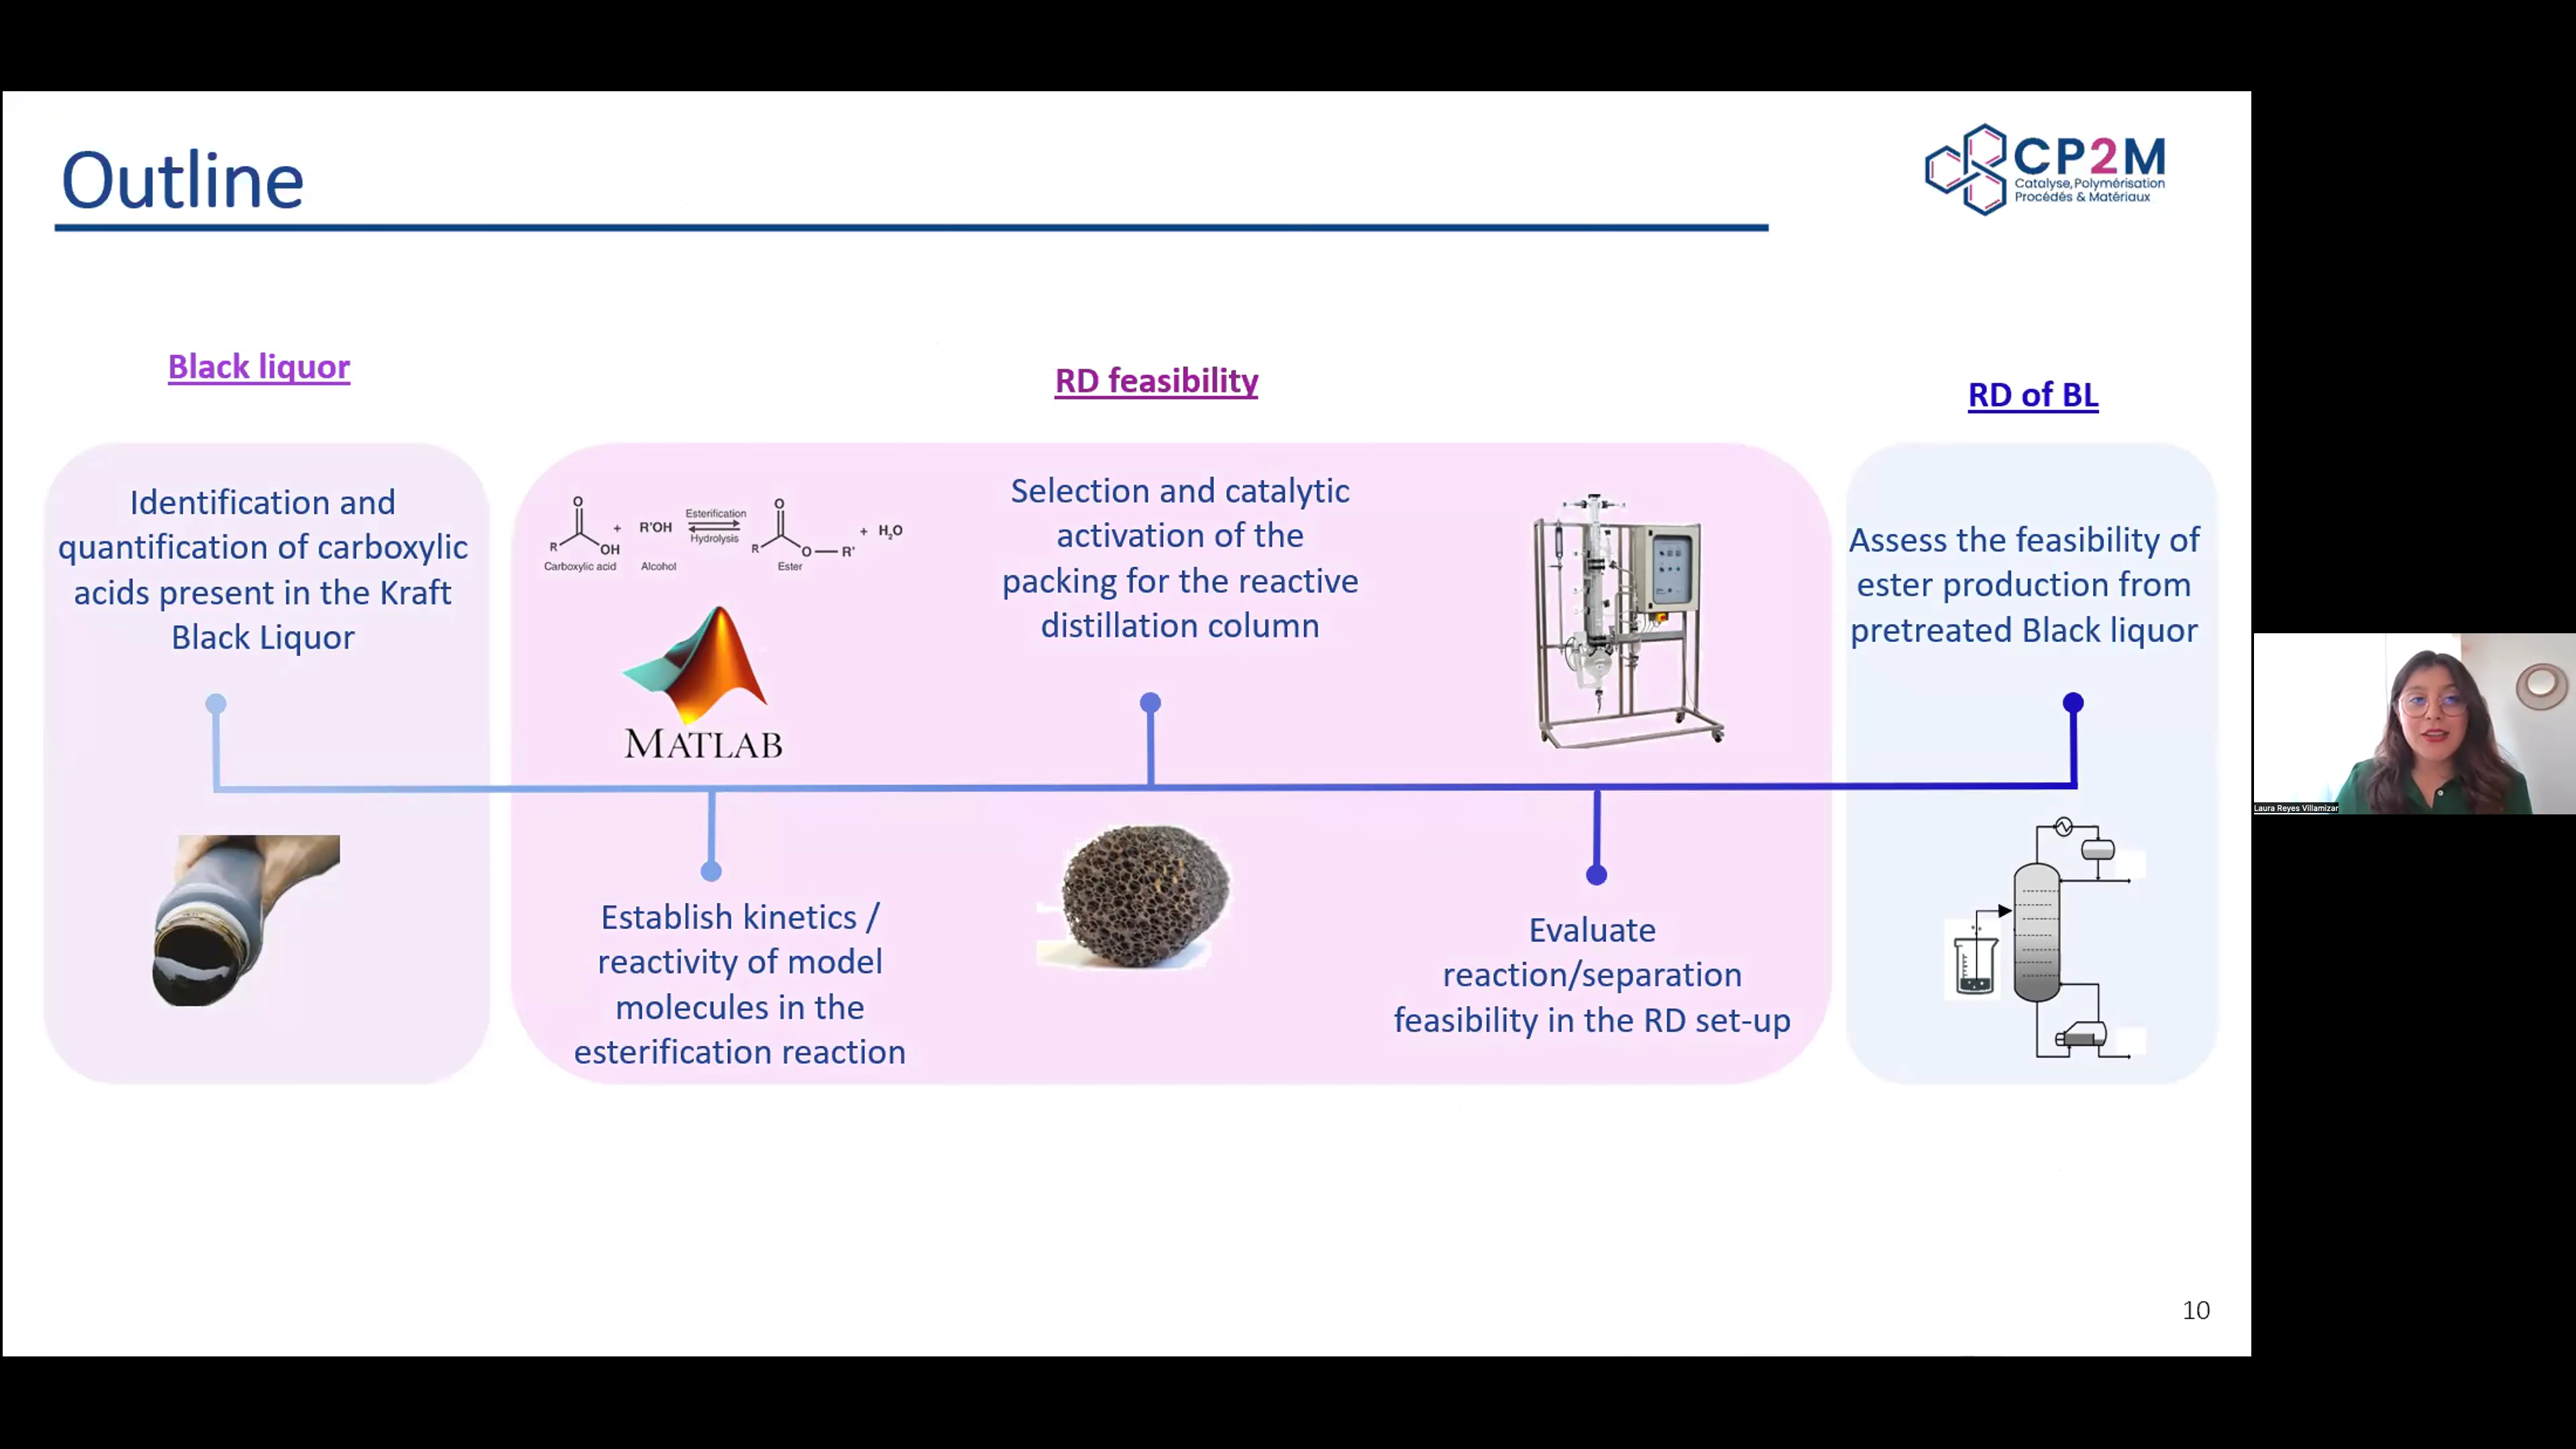 Outline
CP2M
Catalyse, Polymérisation
Procédés & Matériaux
Black liquor
RD feasibility
RD of BL
Identification and
quantification of carboxylic
acids present in the Kraft
Black Liquor
O
R
OH
Carboxylic acid
+
R'OH
Alcohol
Esterification
Hydrolysis
O
R
O
R'
Ester
+ H₂O
MATLAB
Establish kinetics /
reactivity of model
molecules in the
esterification reaction
Selection and catalytic
activation of the
packing for the reactive
distillation column
Evaluate
reaction/separation
feasibility in the RD set-up
Assess the feasibility of
ester production from
pretreated Black liquor
Laura Reyes Villamizar
10